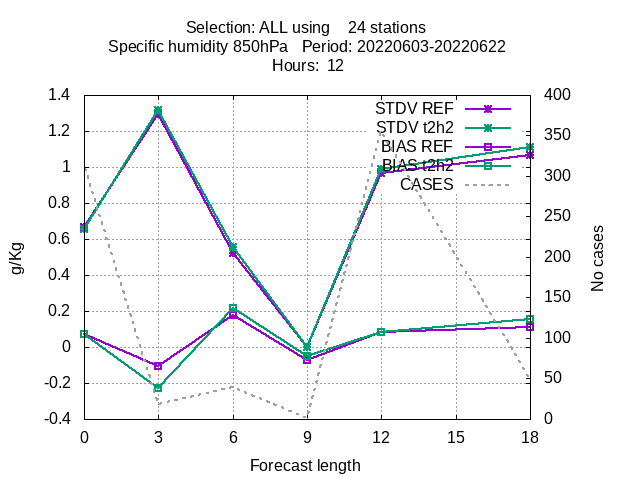 Selection: ALL using 24 stations
Specific humidity 850hPa Period: 20220603-20220622
Hours: 12
1.4
1.2
1
0.8
0.6
0.4
0.2
0
-0.2
-0.4
g/Kg
STDV REF
STDV t2h2
BIAS REF
BIAS t2h2
CASES
400
350
300
250
200
150
100
50
0
No cases
0 3 6 9 12 15 18
Forecast length